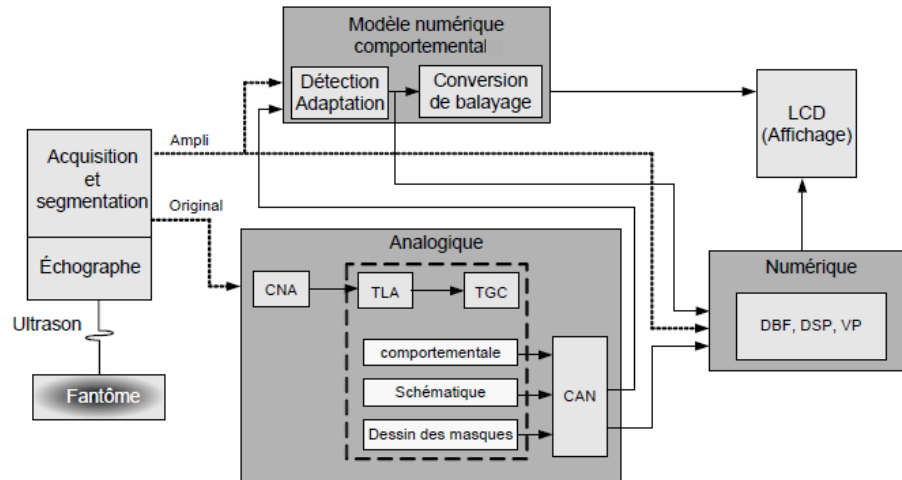 Modèle numérique
comportemental
Détection
Adaptation
Conversion
de balayage
LCD
(Affichage)
Ampli
Acquisition
et
segmentation
Original
Échographe
Ultrason
Fantôme
Analogique
CNA
TLA
TGC
comportementale
Schématique
Dessin des masques
CAN
Numérique
DBF, DSP, VP